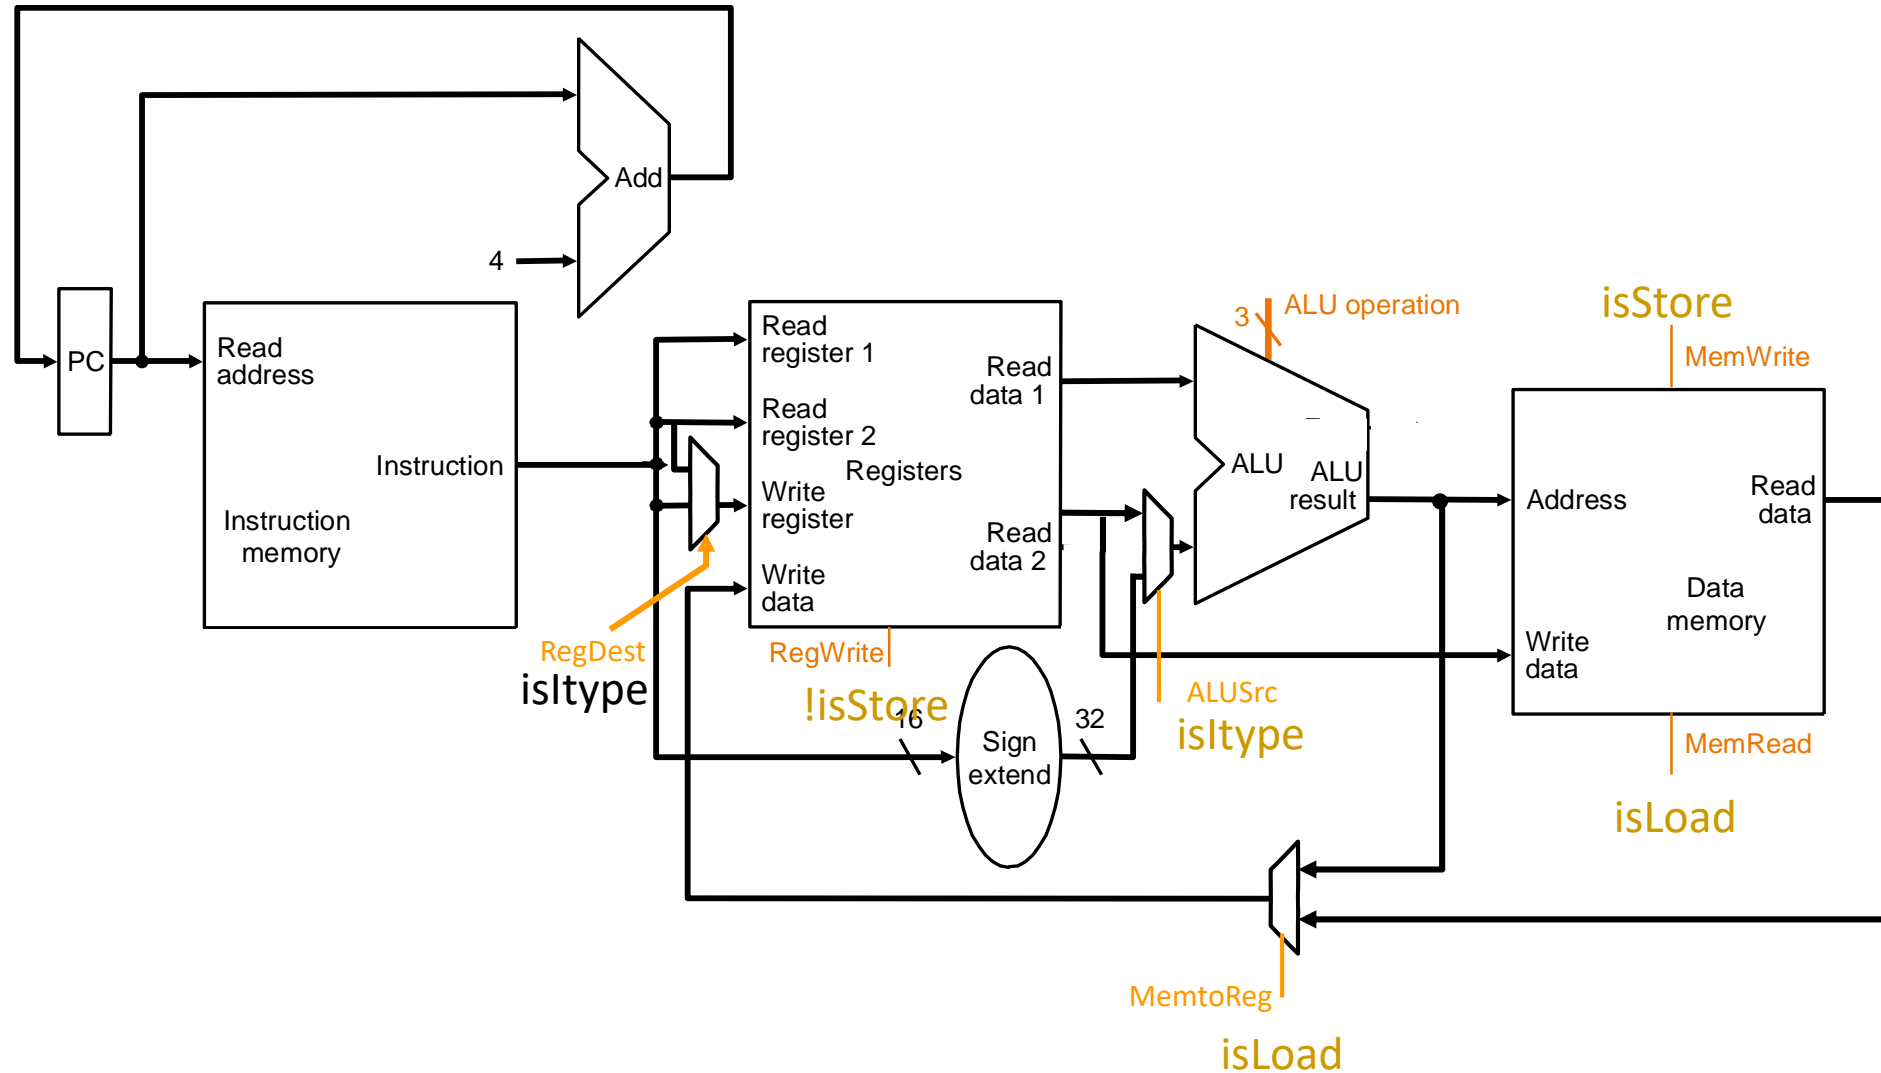 Add
4
PC
Read
address
Instruction
Instruction
memory
Read
register 1
Read
register 2
Registers
Write
register
Write
data
Read
data 1
Read
data 2
RegDest
isItype
RegWrite
!isStore
16
Sign
extend
32
ALUSrc
isItype
3
ALU operation
ALU
ALU
result
isStore
MemWrite
Address
Read
data
Data
memory
Write
data
MemRead
isLoad
MemtoReg
isLoad